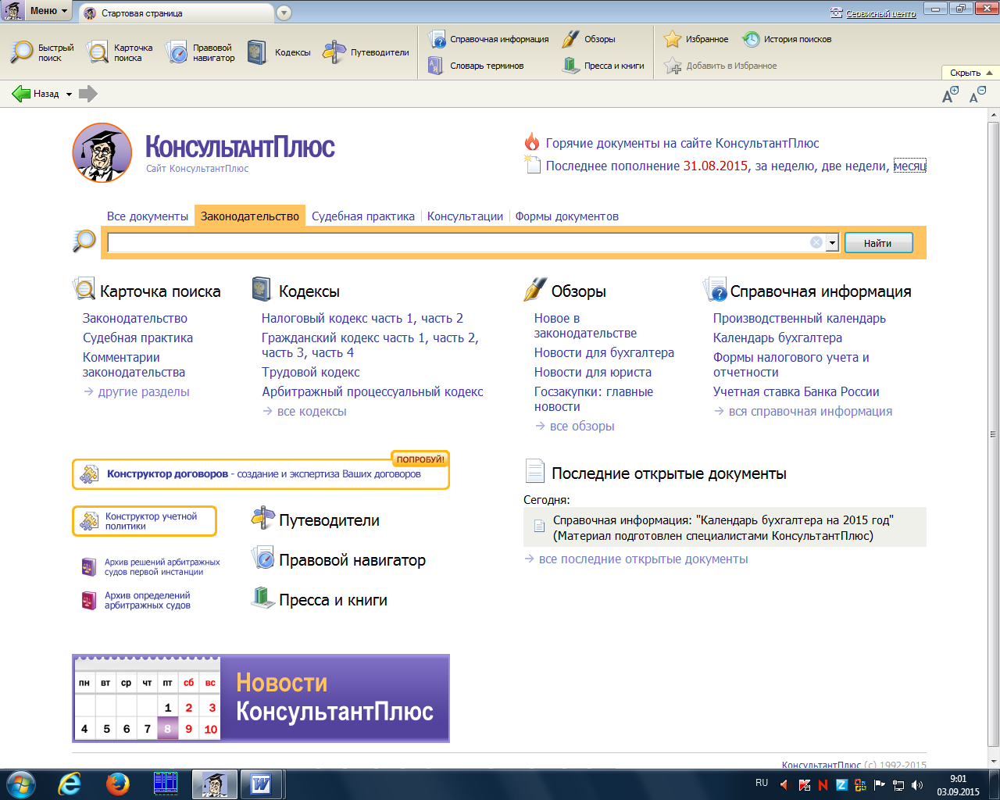 Меню
Стартовая страница
Сервисный центр
Быстрый поиск
Карточка поиска
Правовой навигатор
Кодексы
Путеводители
Справочная информация
Словарь терминов
Обзоры
Пресса и книги
Избранное
История поисков
Добавить в Избранное
Скрыть
Назад
КонсультантПлюс
Сайт КонсультантПлюс
Горячие документы на сайте КонсультантПлюс
Последнее пополнение 31.08.2015, за неделю, две недели, месяц
Все документы
Законодательство
Судебная практика
Консультации
Формы документов
Найти
Карточка поиска
Законодательство
Судебная практика
Комментарии
законодательства
другие разделы
Кодексы
Налоговый кодекс часть 1, часть 2
Гражданский кодекс часть 1, часть 2,
часть 3, часть 4
Трудовой кодекс
Арбитражный процессуальный кодекс
все кодексы
Обзоры
Новое в
законодательстве
Новости для бухгалтера
Новости для юриста
Госзакупки: главные
новости
все обзоры
Справочная информация
Производственный календарь
Календарь бухгалтера
Формы налогового учета и
отчетности
Учетная ставка Банка России
вся справочная информация
ПОПРОБУЙ!
Конструктор договоров - создание и экспертиза Ваших договоров
Конструктор учетной
политики
Архив решений арбитражных
судов первой инстанции
Архив определений
арбитражных судов
Путеводители
Правовой навигатор
Пресса и книги
Последние открытые документы
Сегодня:
Справочная информация: "Календарь бухгалтера на 2015 год"
(Материал подготовлен специалистами КонсультантПлюс)
все последние открытые документы
пн вт ср чт пт сб вс
1 2 3
4 5 6 7 8 9 10
Новости
КонсультантПлюс
КонсультантПлюс (c) 1992-2015
RU
9:01
03.09.2015